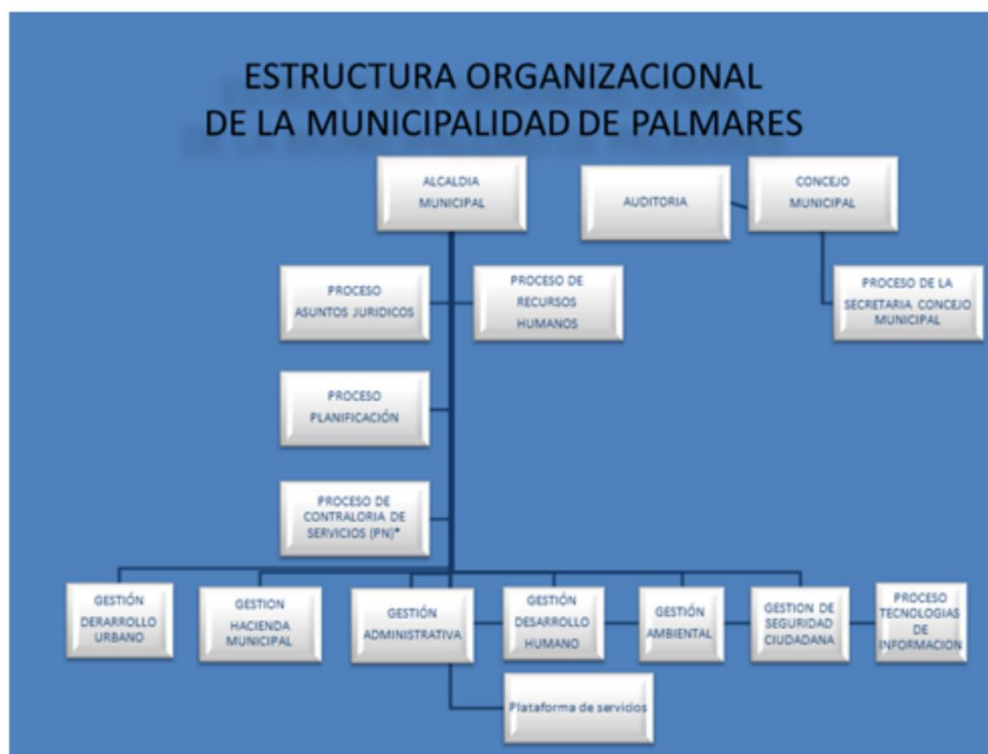 ESTRUCTURA ORGANIZACIONAL
DE LA MUNICIPALIDAD DE PALMARES
ALCALDIA
MUNICIPAL
AUDITORIA
CONCEJO
MUNICIPAL
PROCESO
ASUNTOS JURIDICOS
PROCESO DE
RECURSOS
HUMANOS
PROCESO DE LA
SECRETARIA CONCEJO
MUNICIPAL
PROCESO
PLANIFICACIÓN
PROCESO DE
CONTRALORIA DE
SERVICIOS (PN)*
GESTIÓN
DERARROLLO
URBANO
GESTION
HACIENDA
MUNICIPAL
GESTIÓN
ADMINISTRATIVA
GESTIÓN
DESARROLLO
HUMANO
GESTIÓN
AMBIENTAL
GESTION DE
SEGURIDAD
CIUDADANA
PROCESO
TECNOLOGIAS
DE
INFORMACION
Plataforma de servicios